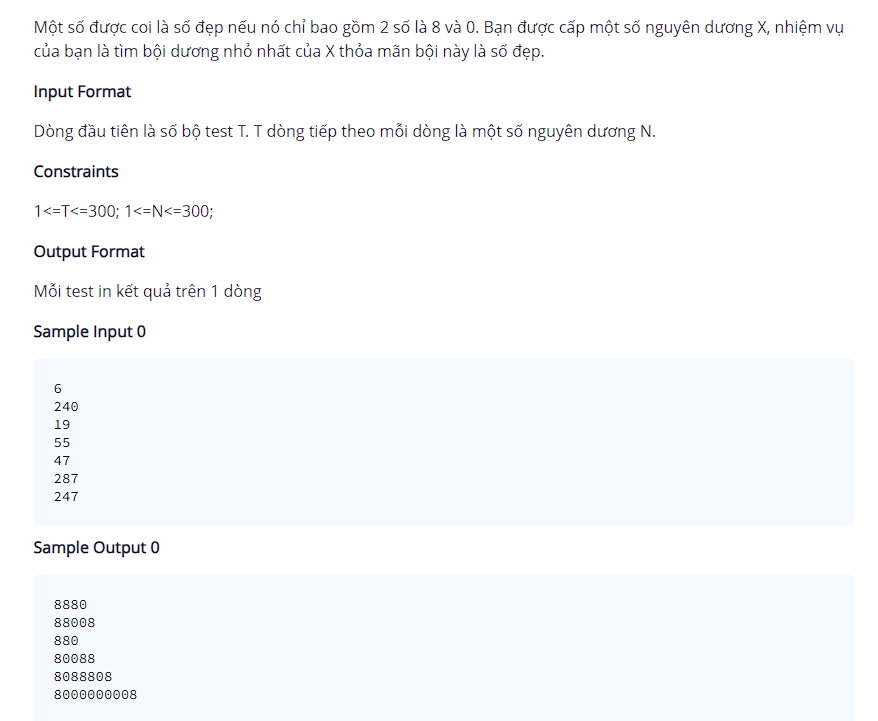 Một số được coi là số đẹp nếu nó chỉ bao gồm 2 số là 8 và 0. Bạn được cấp một số nguyên dương X, nhiệm vụ
của bạn là tìm bội dương nhỏ nhất của X thỏa mãn bội này là số đẹp.
Input Format
Dòng đầu tiên là số bộ test T. T dòng tiếp theo mỗi dòng là một số nguyên dương N.
Constraints
1<=T<=300; 1<=N<=300;
Output Format
Mỗi test in kết quả trên 1 dòng
Sample Input 0
6
240
19
55
47
287
247
Sample Output 0
8880
88008
880
80088
8088808
8000000008